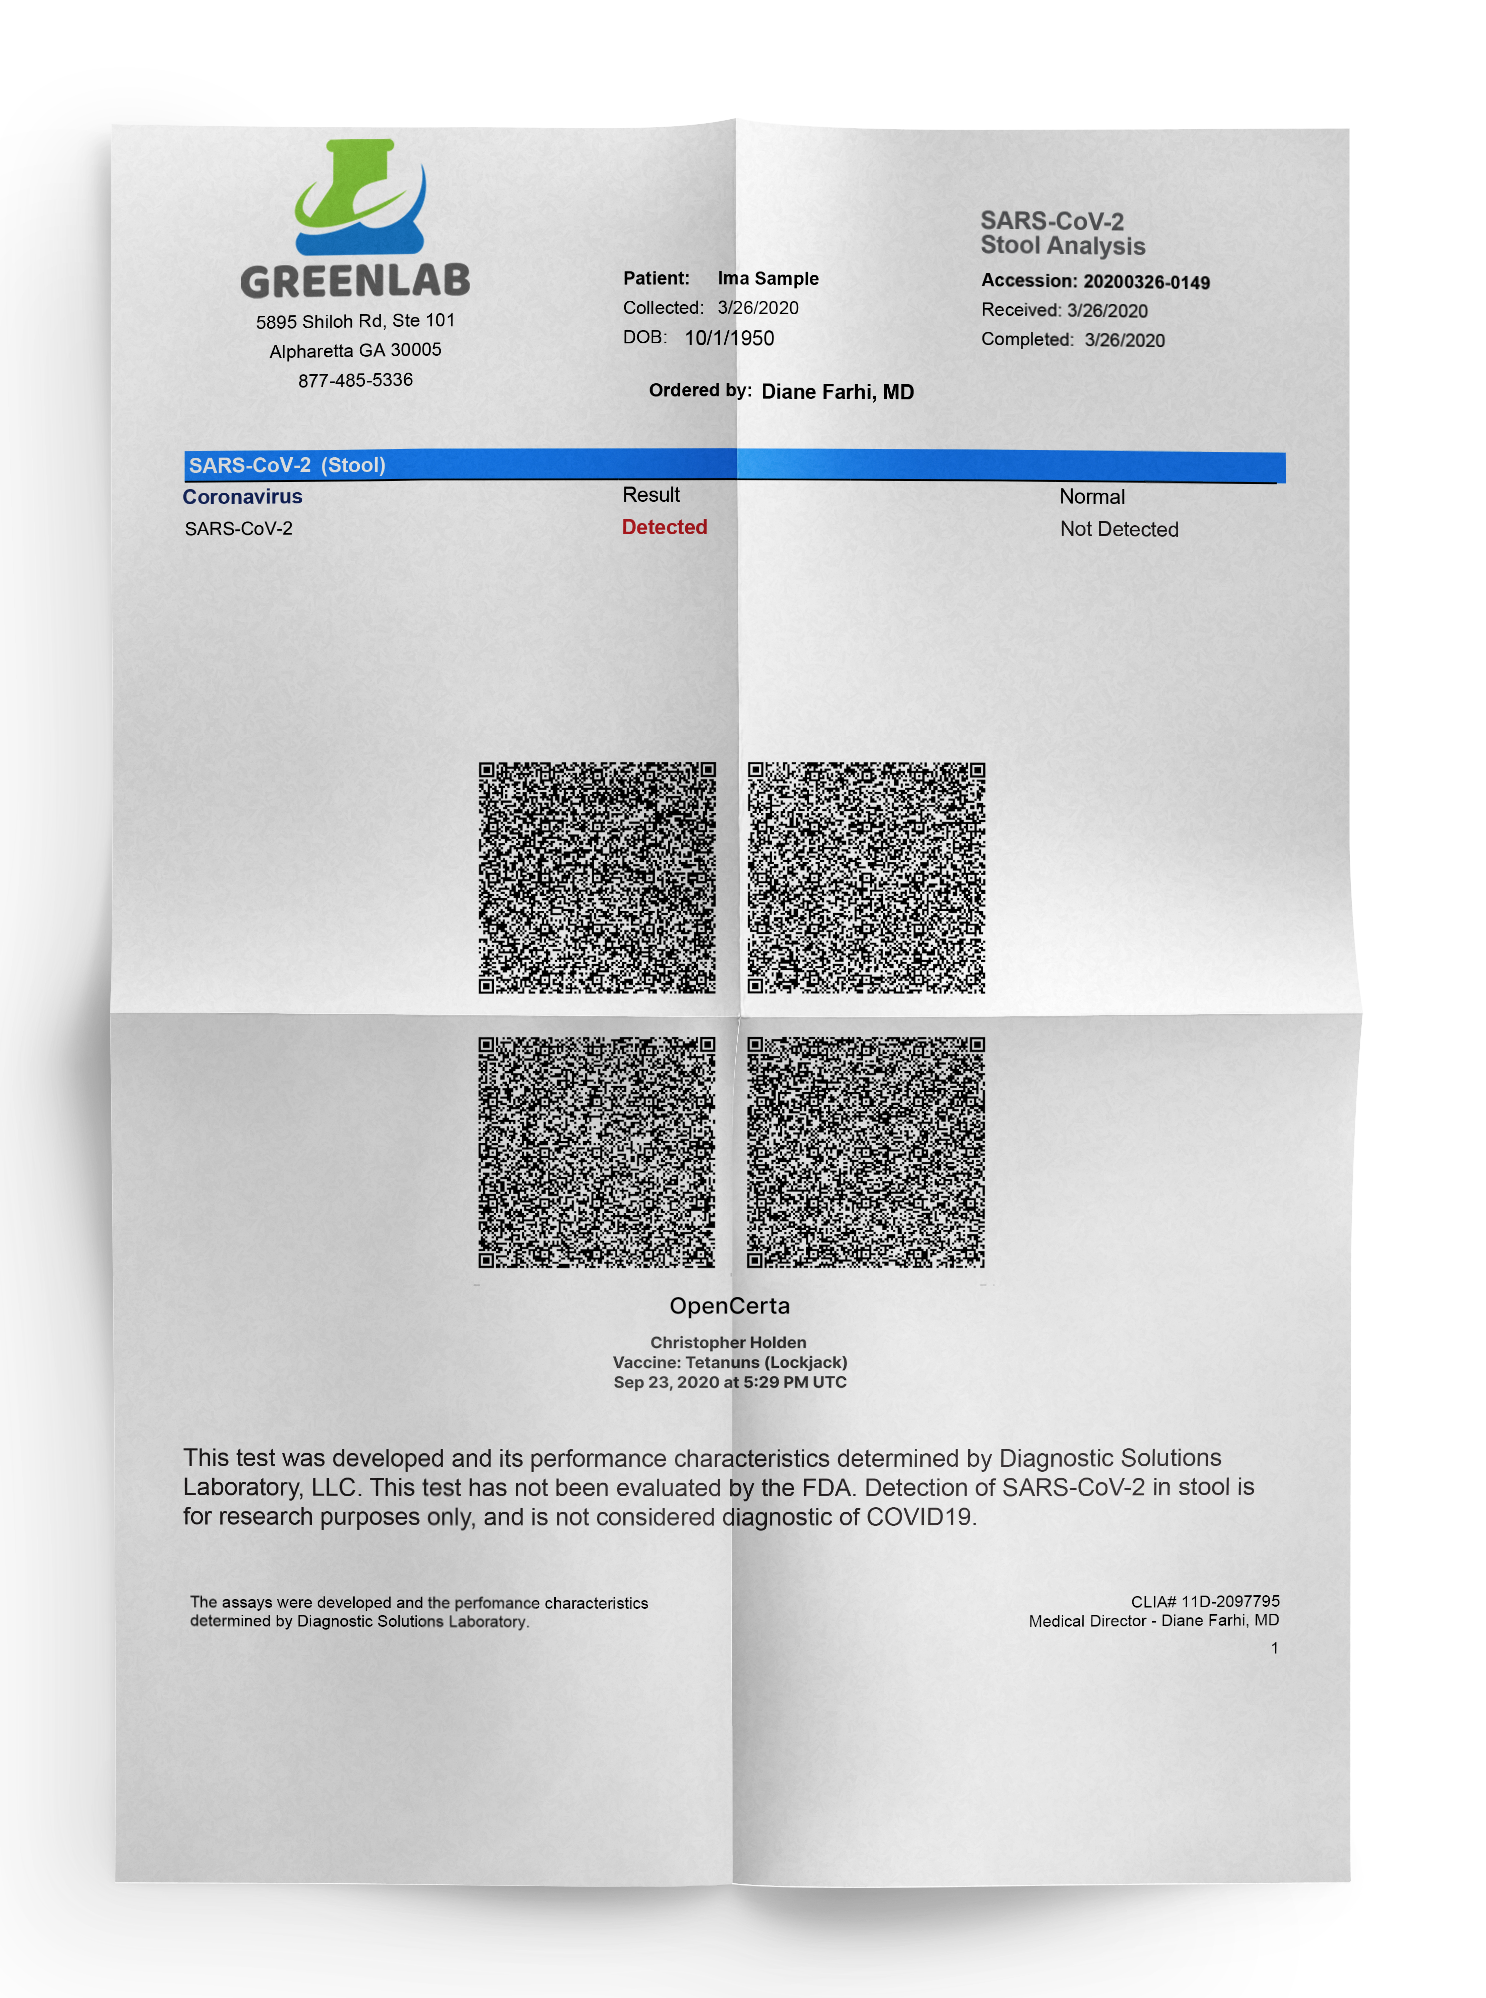 GREENLAB
5895 Shiloh Rd, Ste 101
Alpharetta GA 30005
877-485-5336
Patient: Ima Sample
Collected: 3/26/2020
DOB: 10/1/1950
Ordered by: Diane Farhi, MD
SARS-CoV-2
Stool Analysis
Accession: 20200326-0149
Received: 3/26/2020
Completed: 3/26/2020
SARS-CoV-2 (Stool)
Coronavirus Result Normal
SARS-CoV-2 Detected Not Detected
OpenCerta
Christopher Holden
Vaccine: Tetanuns (Lockjack)
Sep 23, 2020 at 5:29 PM UTC
This test was developed and its performance characteristics determined by Diagnostic Solutions
Laboratory, LLC. This test has not been evaluated by the FDA. Detection of SARS-CoV-2 in stool is
for research purposes only, and is not considered diagnostic of COVID19.
The assays were developed and the perfomance characteristics
determined by Diagnostic Solutions Laboratory.
CLIA# 11D-2097795
Medical Director - Diane Farhi, MD
1